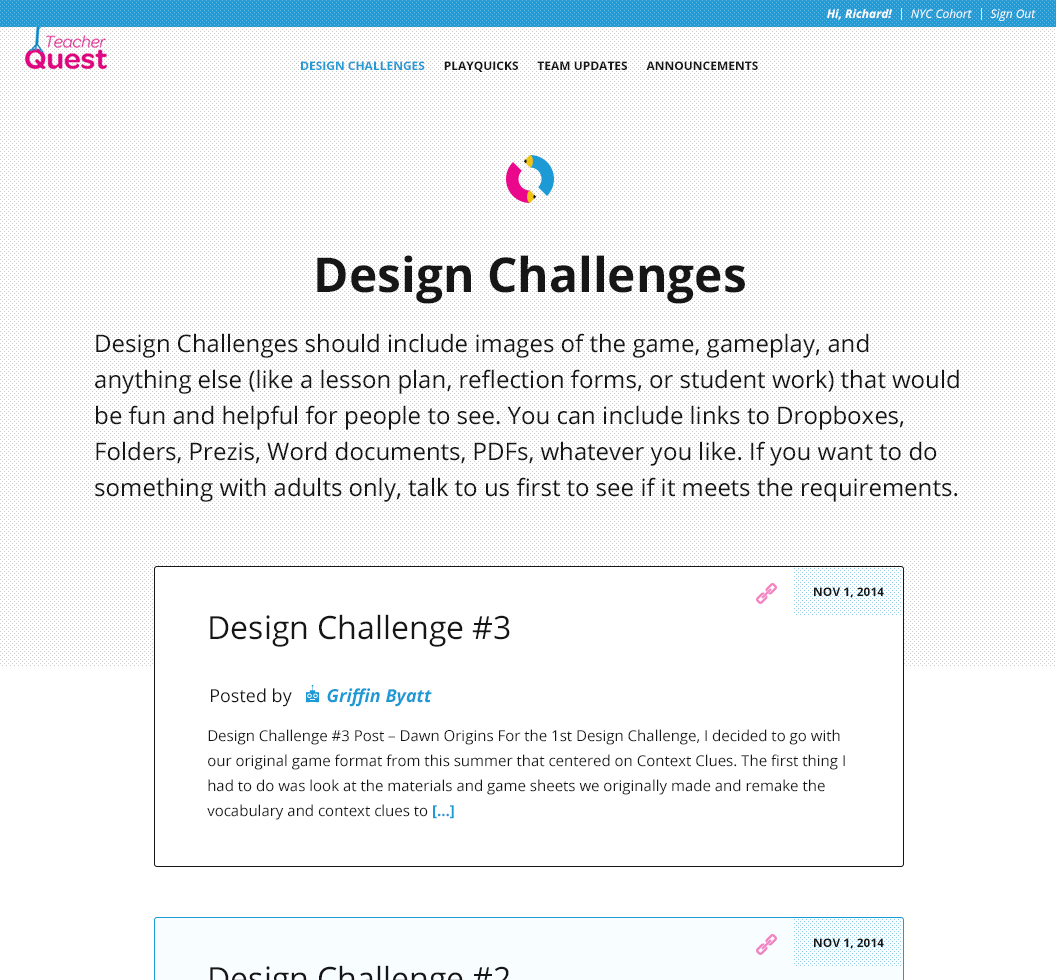 Hi, Richard! | NYC Cohort | Sign Out
Teacher
Quest
DESIGN CHALLENGES PLAYQUICKS TEAM UPDATES ANNOUNCEMENTS
Design Challenges
Design Challenges should include images of the game, gameplay, and
anything else (like a lesson plan, reflection forms, or student work) that would
be fun and helpful for people to see. You can include links to Dropboxes,
Folders, Prezis, Word documents, PDFs, whatever you like. If you want to do
something with adults only, talk to us first to see if it meets the requirements.
NOV 1, 2014
Design Challenge #3
Posted by Griffin Byatt
Design Challenge #3 Post – Dawn Origins For the 1st Design Challenge, I decided to go with
our original game format from this summer that centered on Context Clues. The first thing I
had to do was look at the materials and game sheets we originally made and remake the
vocabulary and context clues to [...]
NOV 1, 2014
Design Challenge #2